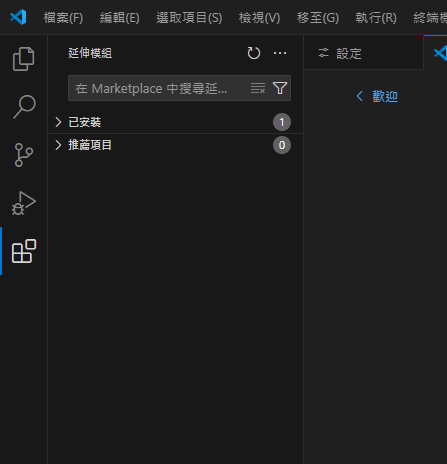 檔案(F) 編輯(E) 選取項目(S) 檢視(V) 移至(G) 執行(R) 終端機
延伸模組
設定
在 Marketplace 中搜尋延...
歡迎
已安裝 1
推薦項目 0